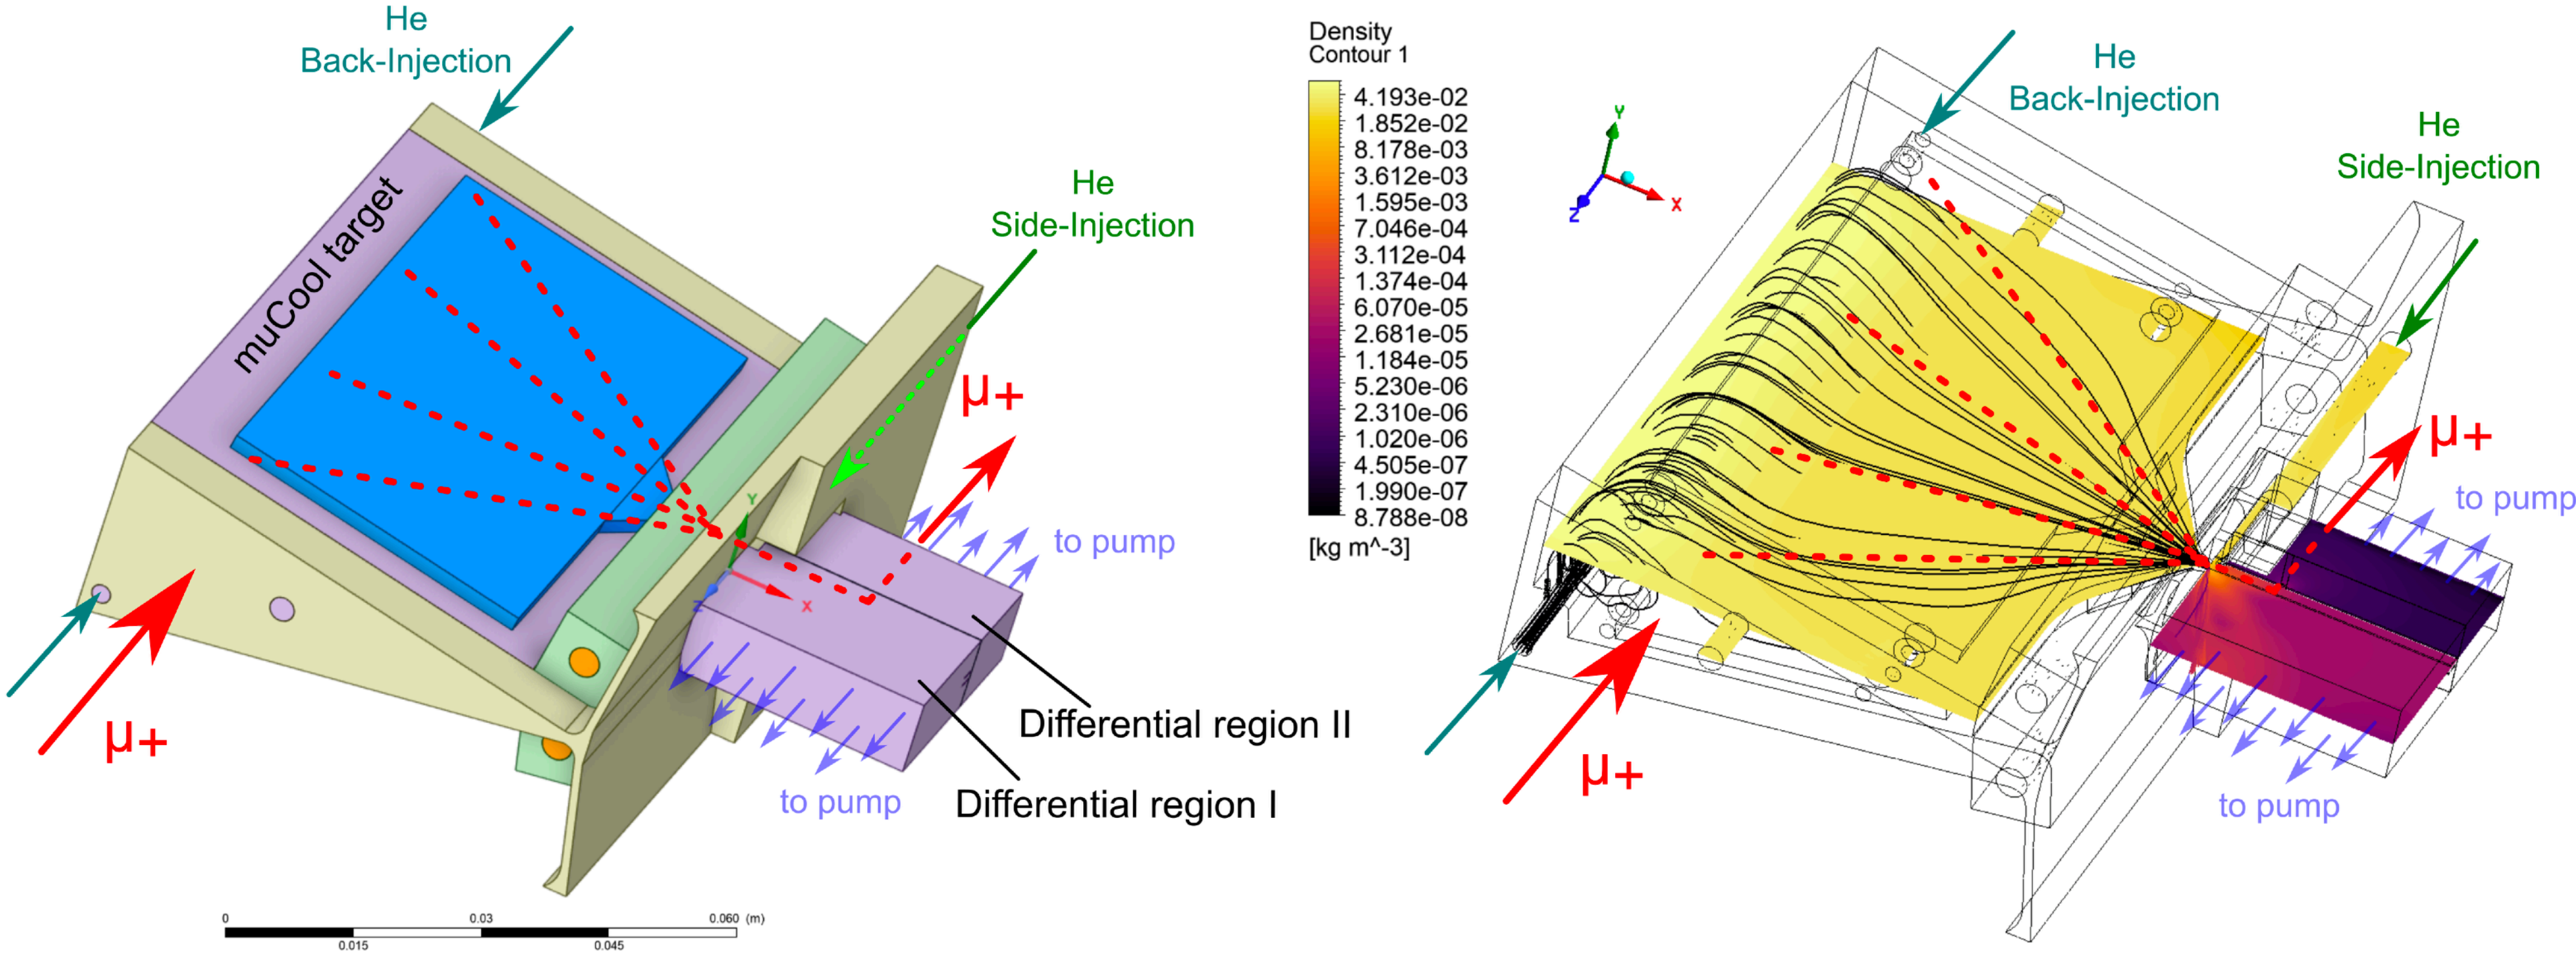 He
Back-Injection
He
Side-Injection
muCool target
μ+
μ+
Y
X
Z
to pump
to pump
Differential region II
Differential region I
0
0.03
0.060 (m)
0.015
0.045
Density
Contour 1
4.193e-02
1.852e-02
8.178e-03
3.612e-03
1.595e-03
7.046e-04
3.112e-04
1.374e-04
6.070e-05
2.681e-05
1.184e-05
5.230e-06
2.310e-06
1.020e-06
4.505e-07
1.990e-07
8.788e-08
[kg m^-3]
Y
X
Z
He
Back-Injection
He
Side-Injection
μ+
μ+
to pump
to pump